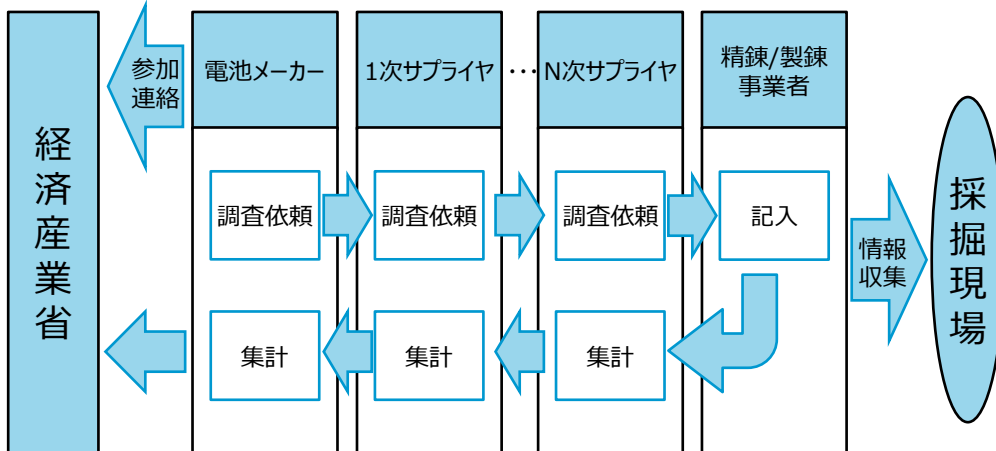 経済産業省
参加
連絡
電池メーカー
1次サプライヤ
…
N次サプライヤ
精錬/製錬
事業者
調査依頼
調査依頼
調査依頼
記入
情報
収集
採掘現場
集計
集計
集計